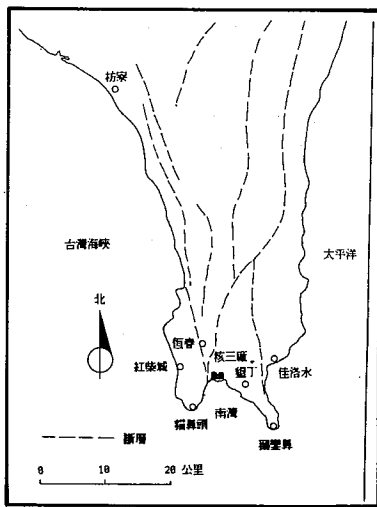 枋寮
台灣海峽
太平洋
北
恆春
核三廠
紅柴坑
墾丁
佳洛水
貓鼻頭
南灣
鵝鑾鼻
斷層
0 10 20 公里